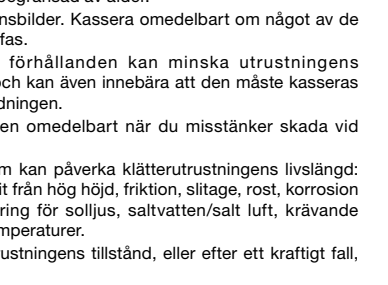 nsbilder. Kassera omedelbart om något av de
fas.
förhållanden kan minska utrustningens
och kan även innebära att den måste kasseras
dningen.
en omedelbart när du misstänker skada vid
m kan påverka klätterutrustningens livslängd:
it från hög höjd, friktion, slitage, rost, korrosion
ring för solljus, saltvatten/salt luft, krävande
mperaturer.
rustningens tillstånd, eller efter ett kraftigt fall,